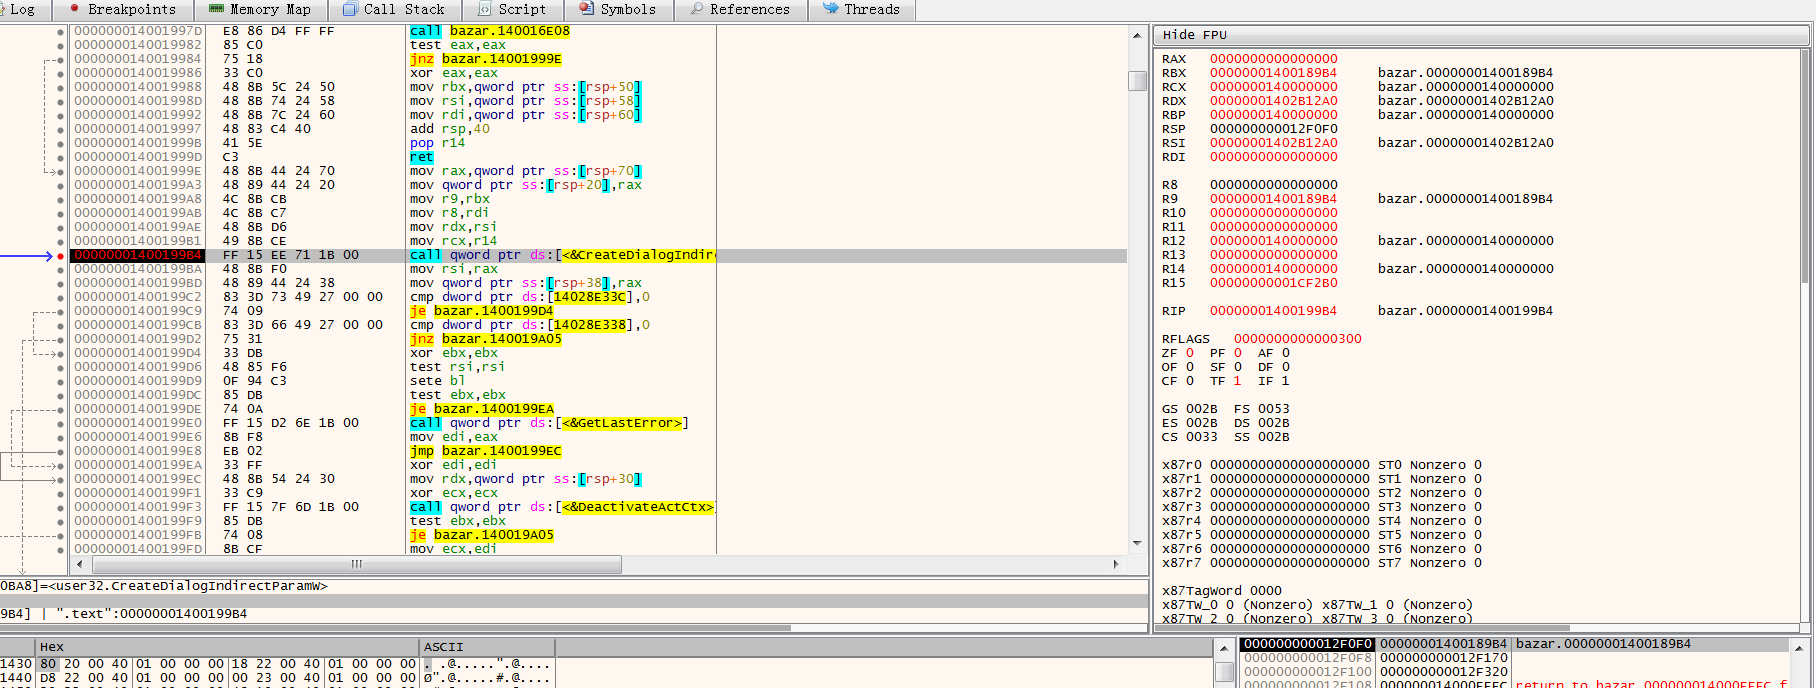 Log Breakpoints Memory Map Call Stack Script Symbols References Threads
000000014001997D E8 86 D4 FF FF call bazar.140016E08
0000000140019982 85 C0 test eax,eax
0000000140019984 75 18 jnz bazar.14001999E
0000000140019986 33 C0 xor eax,eax
0000000140019988 48 8B 5C 24 50 mov rbx,qword ptr ss:[rsp+50]
000000014001998D 48 8B 74 24 58 mov rsi,qword ptr ss:[rsp+58]
0000000140019992 48 8B 7C 24 60 mov rdi,qword ptr ss:[rsp+60]
0000000140019997 48 83 C4 40 add rsp,40
000000014001999B 41 5E pop r14
000000014001999D C3 ret
000000014001999E 48 8B 44 24 70 mov rax,qword ptr ss:[rsp+70]
00000001400199A3 48 89 44 24 20 mov qword ptr ss:[rsp+20],rax
00000001400199A8 4C 8B CB mov r9,rbx
00000001400199AB 4C 8B C7 mov r8,rdi
00000001400199AE 48 8B D6 mov rdx,rsi
00000001400199B1 49 8B CE mov rcx,r14
00000001400199B4 FF 15 EE 71 1B 00 call qword ptr ds:[<&CreateDialogIndir
00000001400199BA 48 8B F0 mov rsi,rax
00000001400199BD 48 89 44 24 38 mov qword ptr ss:[rsp+38],rax
00000001400199C2 83 3D 73 49 27 00 00 cmp dword ptr ds:[14028E33C],0
00000001400199C9 74 09 je bazar.1400199D4
00000001400199CB 83 3D 66 49 27 00 00 cmp dword ptr ds:[14028E338],0
00000001400199D2 75 31 jnz bazar.140019A05
00000001400199D4 33 DB xor ebx,ebx
00000001400199D6 48 85 F6 test rsi,rsi
00000001400199D9 0F 94 C3 sete bl
00000001400199DC 85 DB test ebx,ebx
00000001400199DE 74 0A je bazar.1400199EA
00000001400199E0 FF 15 D2 6E 1B 00 call qword ptr ds:[<&GetLastError>]
00000001400199E6 8B F8 mov edi,eax
00000001400199E8 EB 02 jmp bazar.1400199EC
00000001400199EA 33 FF xor edi,edi
00000001400199EC 48 8B 54 24 30 mov rdx,qword ptr ss:[rsp+30]
00000001400199F1 33 C9 xor ecx,ecx
00000001400199F3 FF 15 7F 6D 1B 00 call qword ptr ds:[<&DeactivateActCtx>
00000001400199F9 85 DB test ebx,ebx
00000001400199FB 74 08 je bazar.140019A05
00000001400199FD 8B CF mov ecx,edi
0BA8]=<user32.CreateDialogIndirectParamW>
9B4] | ".text":00000001400199B4
Hide FPU
RAX 0000000000000000
RBX 00000001400189B4 bazar.00000001400189B4
RCX 0000000140000000 bazar.0000000140000000
RDX 00000001402B12A0 bazar.00000001402B12A0
RBP 0000000140000000 bazar.0000000140000000
RSP 000000000012F0F0
RSI 00000001402B12A0 bazar.00000001402B12A0
RDI 0000000000000000
R8 0000000000000000
R9 00000001400189B4 bazar.00000001400189B4
R10 0000000000000000
R11 0000000000000000
R12 0000000140000000 bazar.0000000140000000
R13 0000000000000000
R14 0000000140000000 bazar.0000000140000000
R15 0000000001CF2B0
RIP 00000001400199B4 bazar.00000001400199B4
RFLAGS 0000000000000300
ZF 0 PF 0 AF 0
OF 0 SF 0 DF 0
CF 0 TF 1 IF 1
GS 002B FS 0053
ES 002B DS 002B
CS 0033 SS 002B
x87r0 00000000000000000000 ST0 Nonzero 0
x87r1 00000000000000000000 ST1 Nonzero 0
x87r2 00000000000000000000 ST2 Nonzero 0
x87r3 00000000000000000000 ST3 Nonzero 0
x87r4 00000000000000000000 ST4 Nonzero 0
x87r5 00000000000000000000 ST5 Nonzero 0
x87r6 00000000000000000000 ST6 Nonzero 0
x87r7 00000000000000000000 ST7 Nonzero 0
x87TagWord 0000
x87TW_0 0 (Nonzero) x87TW_1 0 (Nonzero)
x87TW_2 0 (Nonzero) x87TW_3 0 (Nonzero)
Hex ASCII
1430 80 20 00 40 01 00 00 00 18 22 00 40 01 00 00 00 . .@.....".@....
1440 D8 22 00 40 01 00 00 00 00 23 00 40 01 00 00 00 Ø".@.....#.@....
000000000012F0F0 00000001400189B4 bazar.00000001400189B4
000000000012F0F8 000000000012F170
000000000012F100 000000000012F320
000000000012F108 return to bazar.